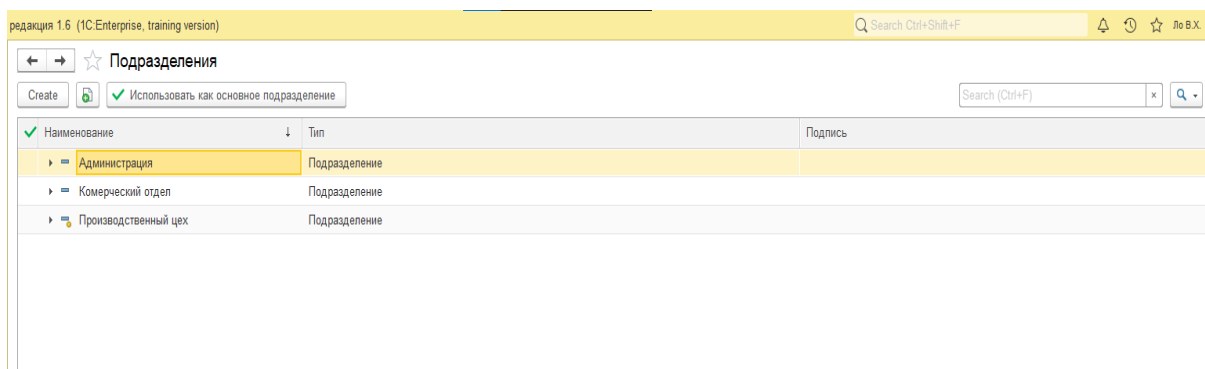 редакция 1.6 (1C:Enterprise, training version) Search Ctrl+Shift+F Ло В.Х.
Подразделения
Create Использовать как основное подразделение Search (Ctrl+F) ×
Наименование ↓ Тип Подпись
Администрация Подразделение
Комерческий отдел Подразделение
Производственный цех Подразделение